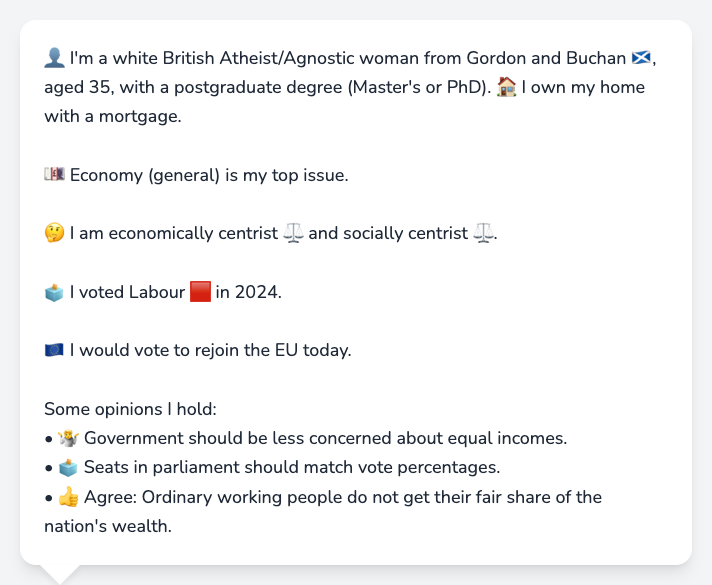 👤 I'm a white British Atheist/Agnostic woman from Gordon and Buchan 🏴󠁧󠁢󠁳󠁣󠁴󠁿,
aged 35, with a postgraduate degree (Master's or PhD). 🏠 I own my home
with a mortgage.
💷 Economy (general) is my top issue.
🤔 I am economically centrist ⚖️ and socially centrist ⚖️.
🗳️ I voted Labour 🟥 in 2024.
🇪🇺 I would vote to rejoin the EU today.
Some opinions I hold:
• 🤷 Government should be less concerned about equal incomes.
• 🗳️ Seats in parliament should match vote percentages.
• 👍 Agree: Ordinary working people do not get their fair share of the
nation's wealth.